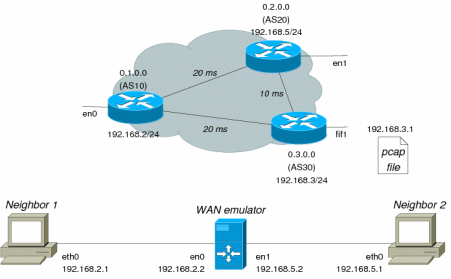 0.2.0.0
(AS20)
192.168.5/24
en1
0.1.0.0
(AS10)
20 ms
10 ms
en0
20 ms
192.168.2/24
fif1
192.168.3.1
0.3.0.0
(AS30)
192.168.3/24
pcap
file
Neighbor 1
WAN emulator
Neighbor 2
eth0
192.168.2.1
en0
192.168.2.2
en1
192.168.5.2
eth0
192.168.5.1